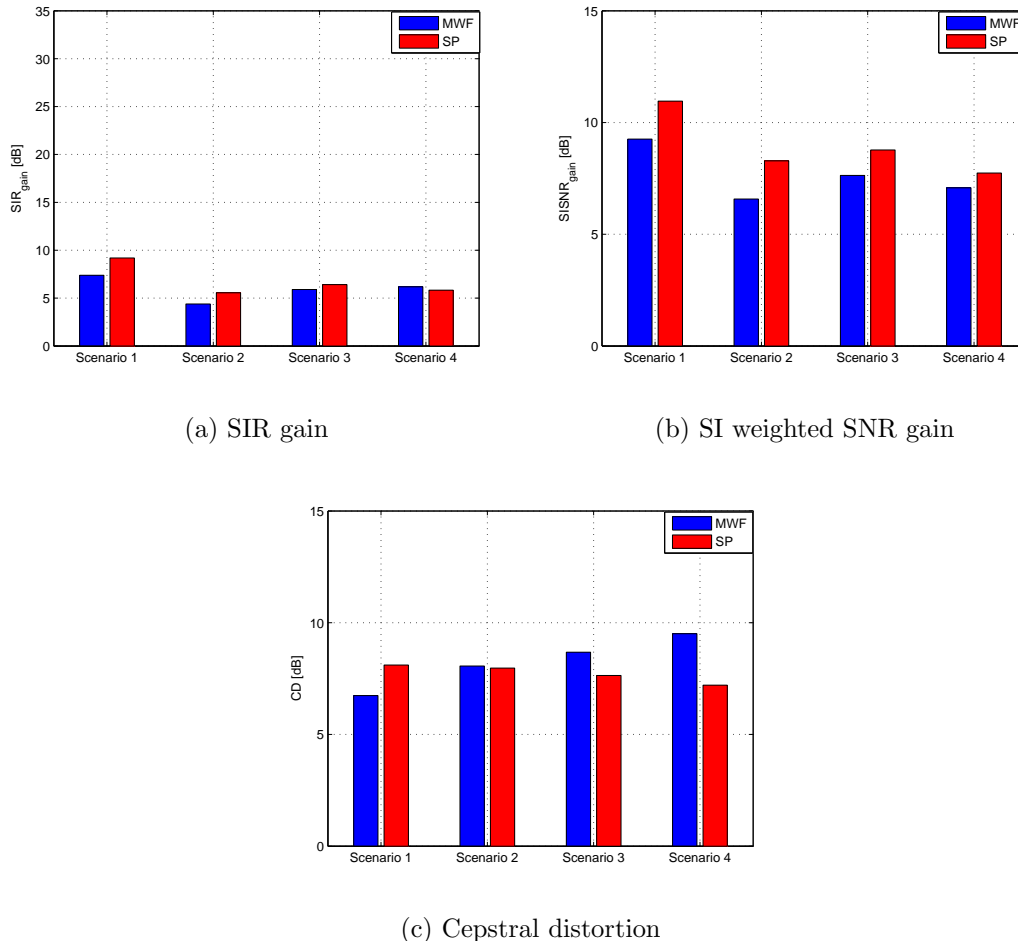 35
30
25
20
15
10
5
0
SIR_gain [dB]
MWF
SP
Scenario 1 Scenario 2 Scenario 3 Scenario 4
(a) SIR gain
15
10
5
0
SISNR_gain [dB]
MWF
SP
Scenario 1 Scenario 2 Scenario 3 Scenario 4
(b) SI weighted SNR gain
15
10
5
0
CD [dB]
MWF
SP
Scenario 1 Scenario 2 Scenario 3 Scenario 4
(c) Cepstral distortion